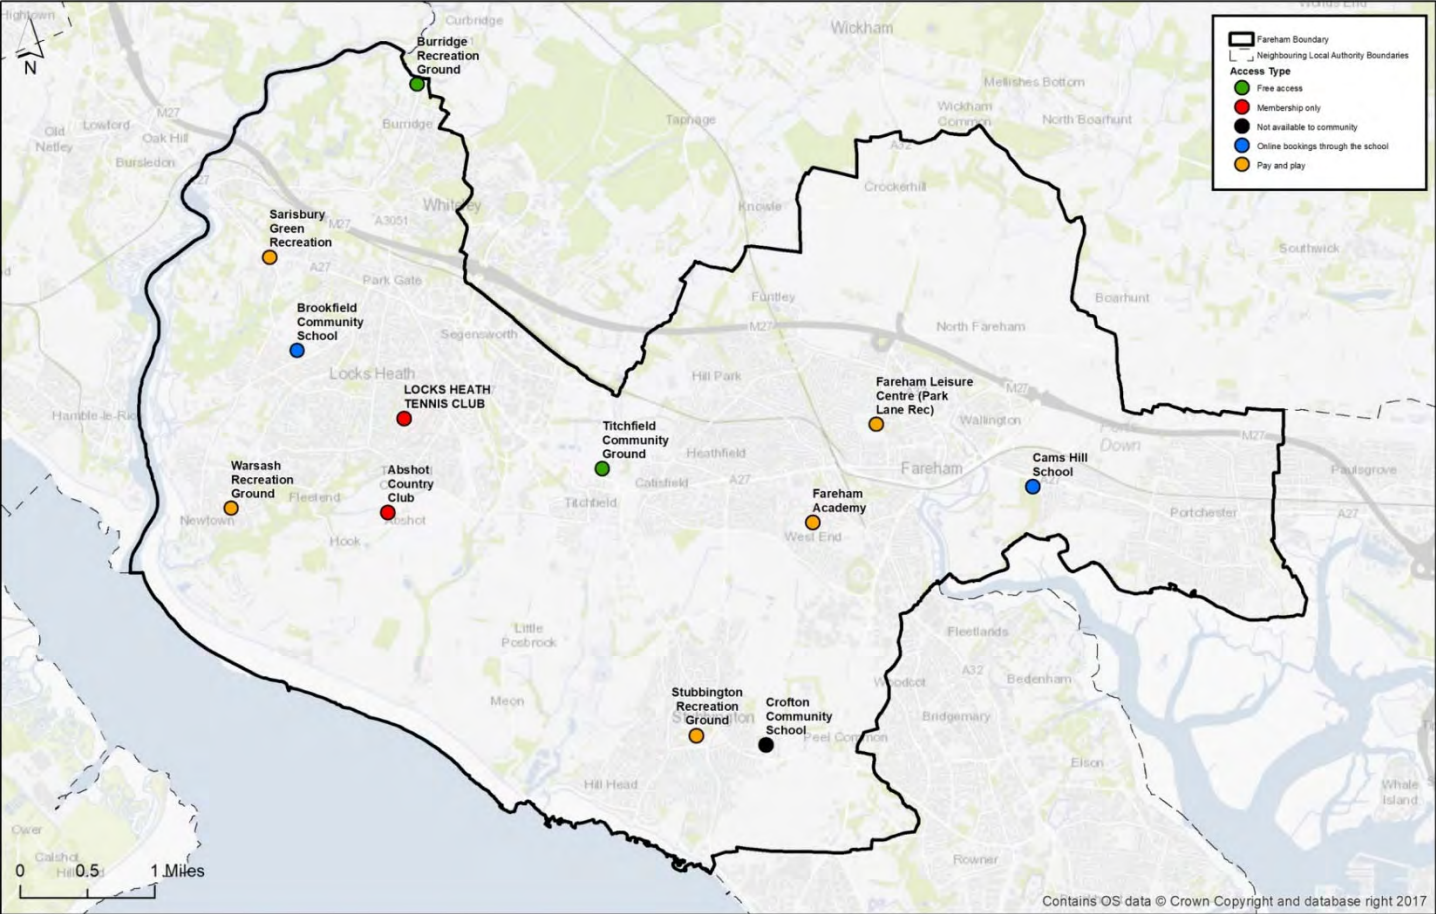 Hightown
Curbridge
Wickham
N
Burridge
Recreation
Ground
Fareham Boundary
Neighbouring Local Authority Boundaries
Access Type
Free access
Membership only
Not available to community
Online bookings through the school
Pay and play
Mellishes Bottom
Wickham
Common
North Boarhunt
M27
Lowford
Oak Hill
Old
Netley
Bursledon
Burridge
Taphage
A32
Crockerhill
Whiteley
Knowle
A3051
M27
Sarisbury
Green
Recreation
A27
Park Gate
Southwick
Boarhunt
Funtley
M27
North Fareham
Brookfield
Community
School
Segensworth
Locks Heath
LOCKS HEATH
TENNIS CLUB
Hill Park
Fareham Leisure
Centre (Park
Lane Rec)
M27
Wallington
Down
M27
Titchfield
Community
Ground
Heathfield
Catisfield
A27
Fareham
Cams Hill
School
Paulsgrove
Portchester
A27
Warsash
Recreation
Ground
Newtown
Fleetend
Abshot
Country
Club
Abshot
Hook
Titchfield
Fareham
Academy
West End
Little
Posbrook
Meon
Fleetlands
A32
Woodcot
Bedenham
Bridgemary
Stubbington
Recreation
Ground
Crofton
Community
School
Peel Common
Elson
Hill Head
Whale
Island
Ower
Calshot
Rowner
0 0.5 1 Miles
Contains OS data © Crown Copyright and database right 2017